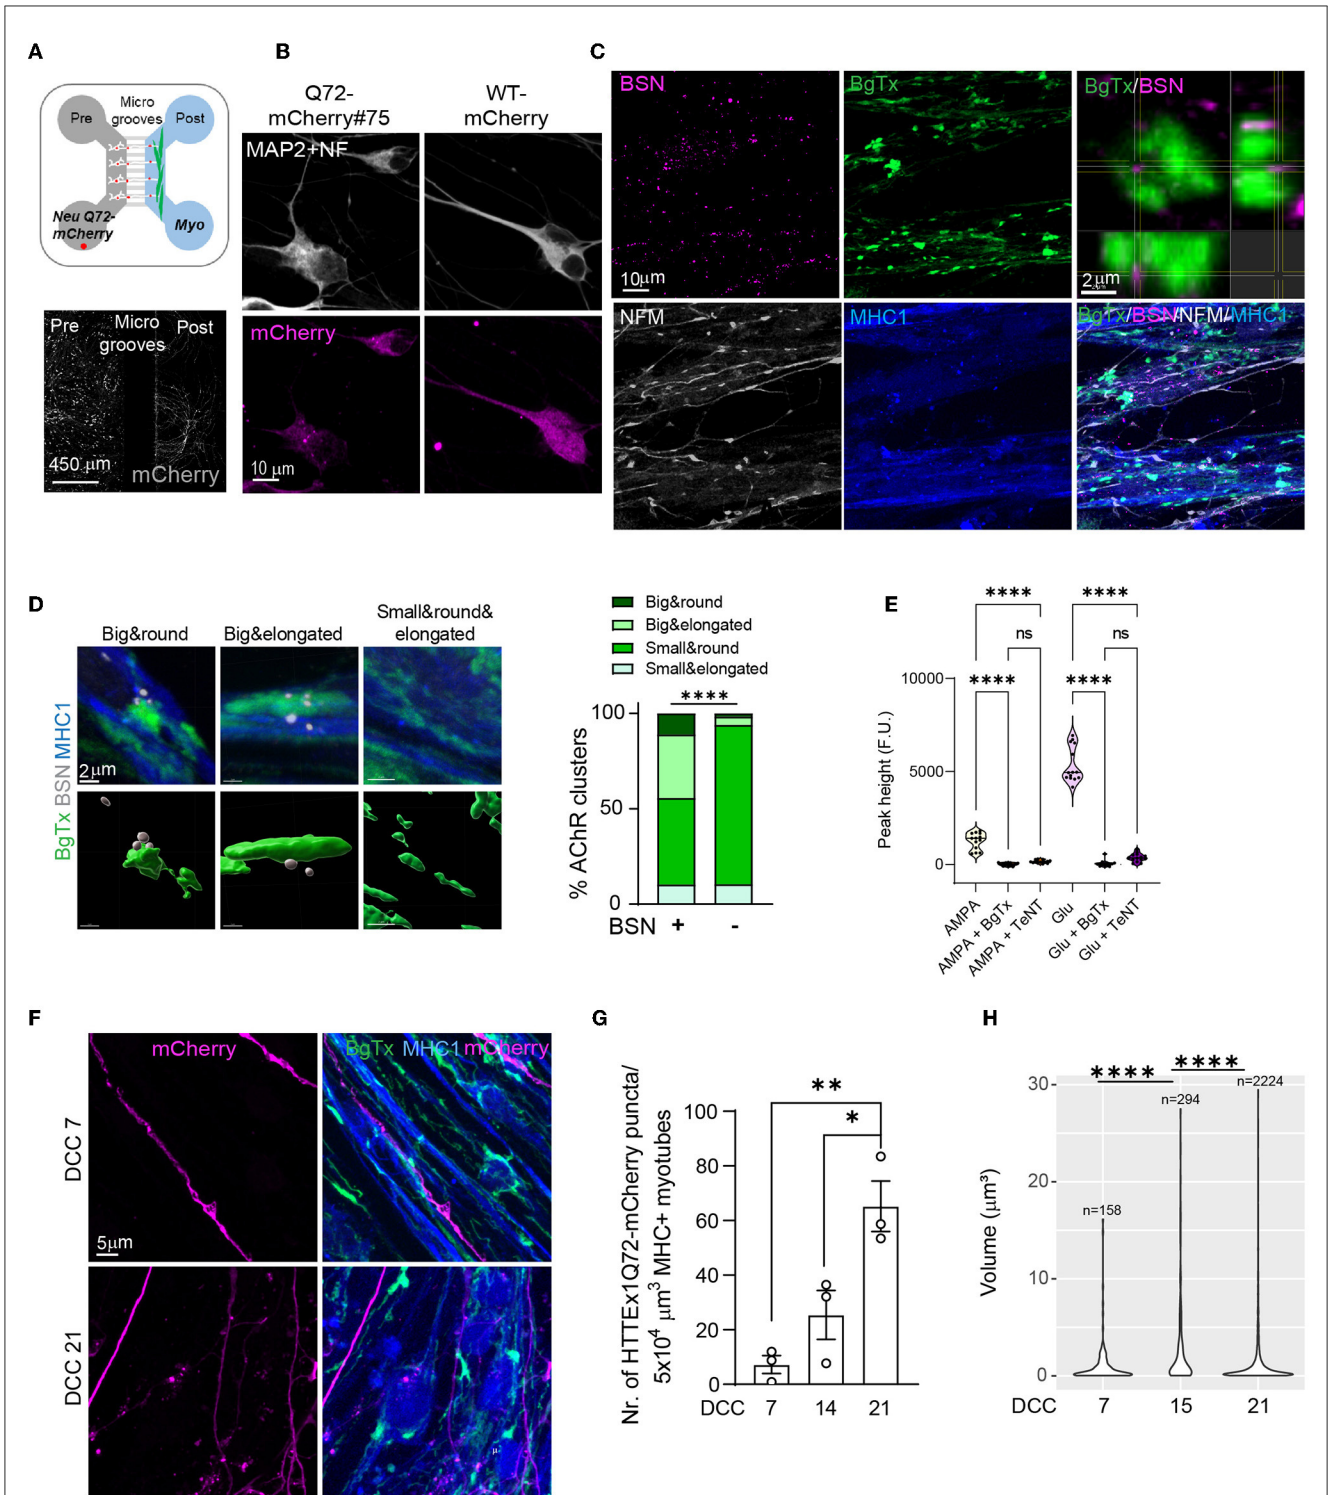 A
Pre
Micro
grooves
Post
Neu Q72-
mCherry
Myo
Pre
Micro
grooves
Post
450 µm
mCherry
B
Q72-
mCherry#75
WT-
mCherry
MAP2+NF
mCherry
10 µm
C
BSN
BgTx
BgTx/BSN
10µm
2µm
NFM
MHC1
BgTx/BSN/NFM/MHC1
D
Big&round
Big&elongated
Small&round&
elongated
BgTx BSN MHC1
2µm
Big&round
Big&elongated
Small&round
Small&elongated
****
% AChR clusters
100
50
0
BSN + -
E
**** ****
ns ns
**** ****
Peak height (F.U.)
10000
5000
0
AMPA
AMPA + BgTx
AMPA + TeNT
Glu
Glu + BgTx
Glu + TeNT
F
mCherry
BgTx MHC1 mCherry
DCC 7
5µm
DCC 21
G
Nr. of HTTEx1Q72-mCherry puncta/
5x10⁴ µm³ MHC+ myotubes
**
*
100
80
60
40
20
0
DCC 7 14 21
H
**** ****
n=158
n=294
n=2224
Volume (µm³)
30
20
10
0
DCC 7 15 21